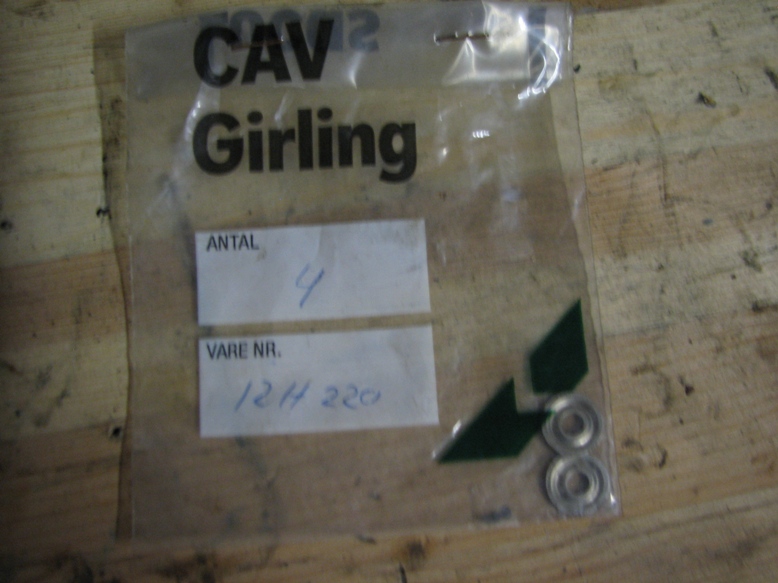 CAV
Girling
ANTAL
4
VARE NR.
12H 220